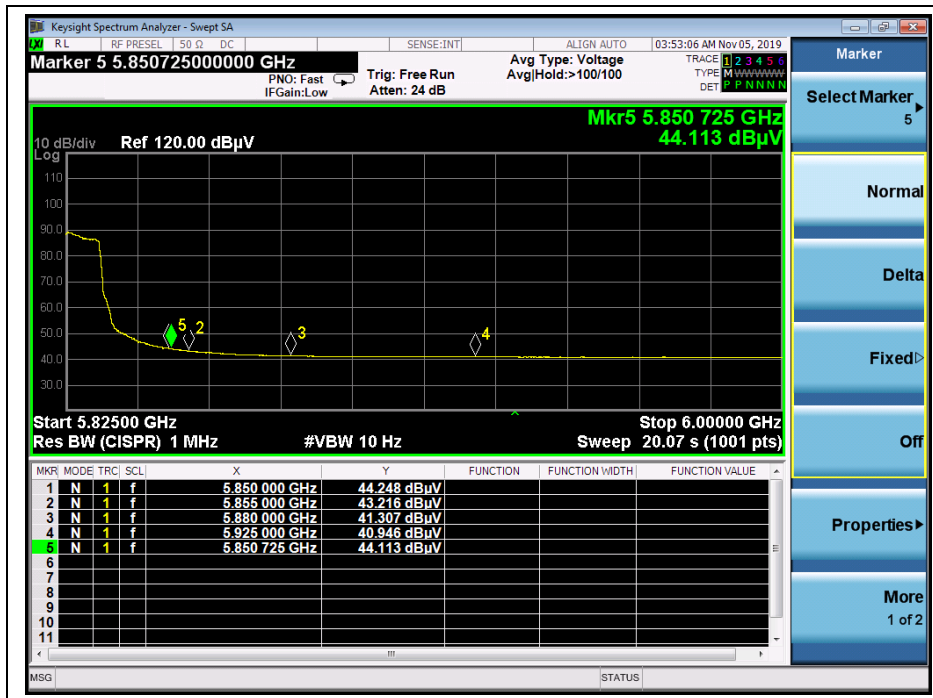 Keysight Spectrum Analyzer - Swept SA
LXI RL RF PRESEL 50 Ω DC SENSE:INT ALIGN AUTO 03:53:06 AM Nov 05, 2019
Marker 5 5.850725000000 GHz
PNO: Fast
IFGain:Low
Trig: Free Run
Atten: 24 dB
Avg Type: Voltage
Avg|Hold:>100/100
TRACE 1 2 3 4 5 6
TYPE M W W W W W
DET P P N N N N
Mkr5 5.850 725 GHz
44.113 dBµV
10 dB/div Ref 120.00 dBµV
Log
110
100
90.0
80.0
70.0
60.0
50.0
40.0
30.0
5 2 3 4
Start 5.82500 GHz Stop 6.00000 GHz
Res BW (CISPR) 1 MHz #VBW 10 Hz Sweep 20.07 s (1001 pts)
MKR MODE TRC SCL X Y FUNCTION FUNCTION WIDTH FUNCTION VALUE
1 N 1 f 5.850 000 GHz 44.248 dBµV
2 N 1 f 5.855 000 GHz 43.216 dBµV
3 N 1 f 5.880 000 GHz 41.307 dBµV
4 N 1 f 5.925 000 GHz 40.946 dBµV
5 N 1 f 5.850 725 GHz 44.113 dBµV
6
7
8
9
10
11
MSG STATUS
Marker
Select Marker
5
Normal
Delta
Fixed
Off
Properties
More
1 of 2